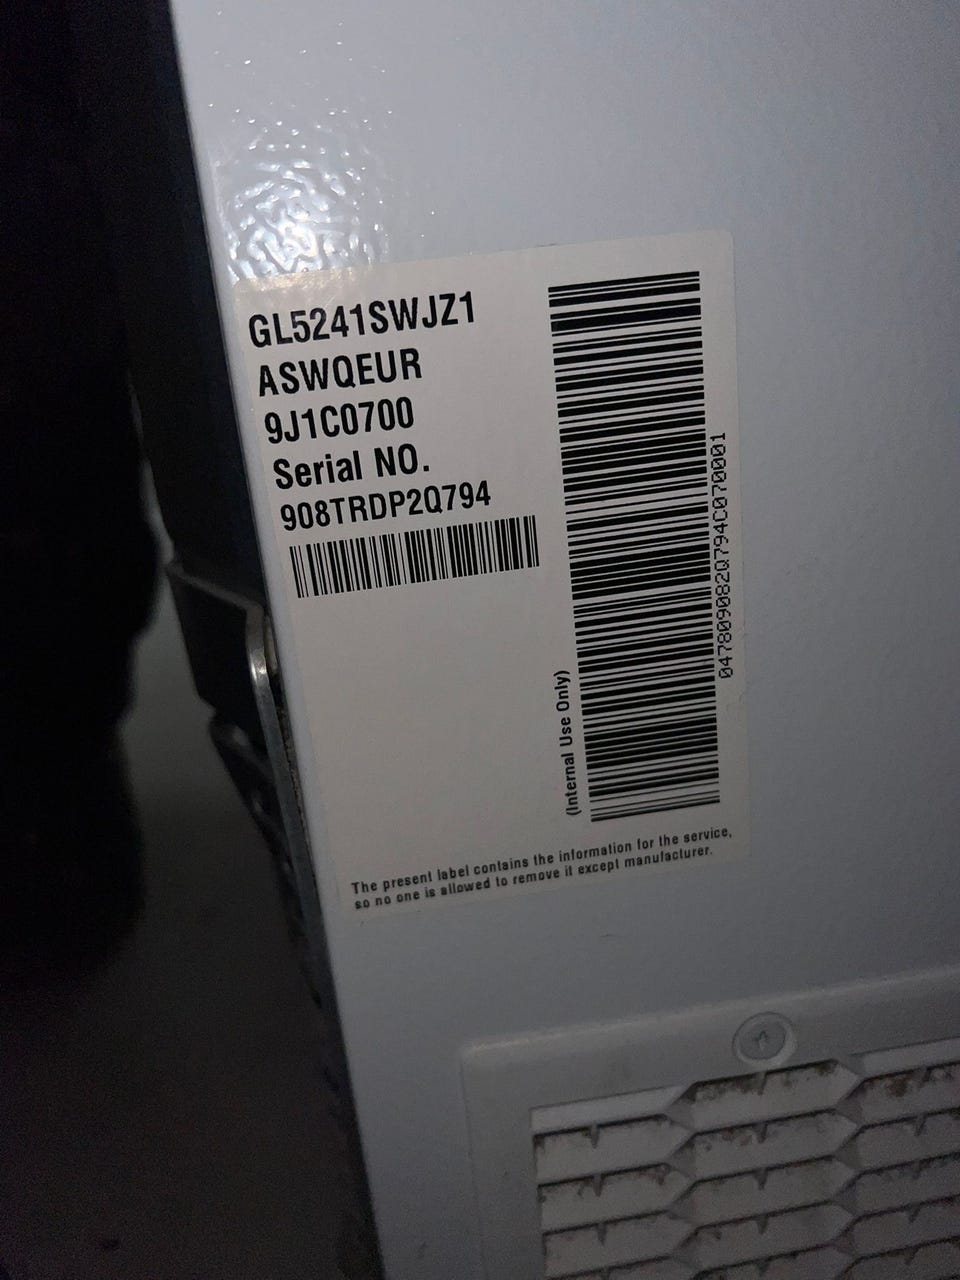 GL5241SWJZ1
ASWQEUR
9J1C0700
Serial NO.
908TRDP2Q794
(Internal Use Only)
047809082Q794C070001
The present label contains the information for the service,
so no one is allowed to remove it except manufacturer.